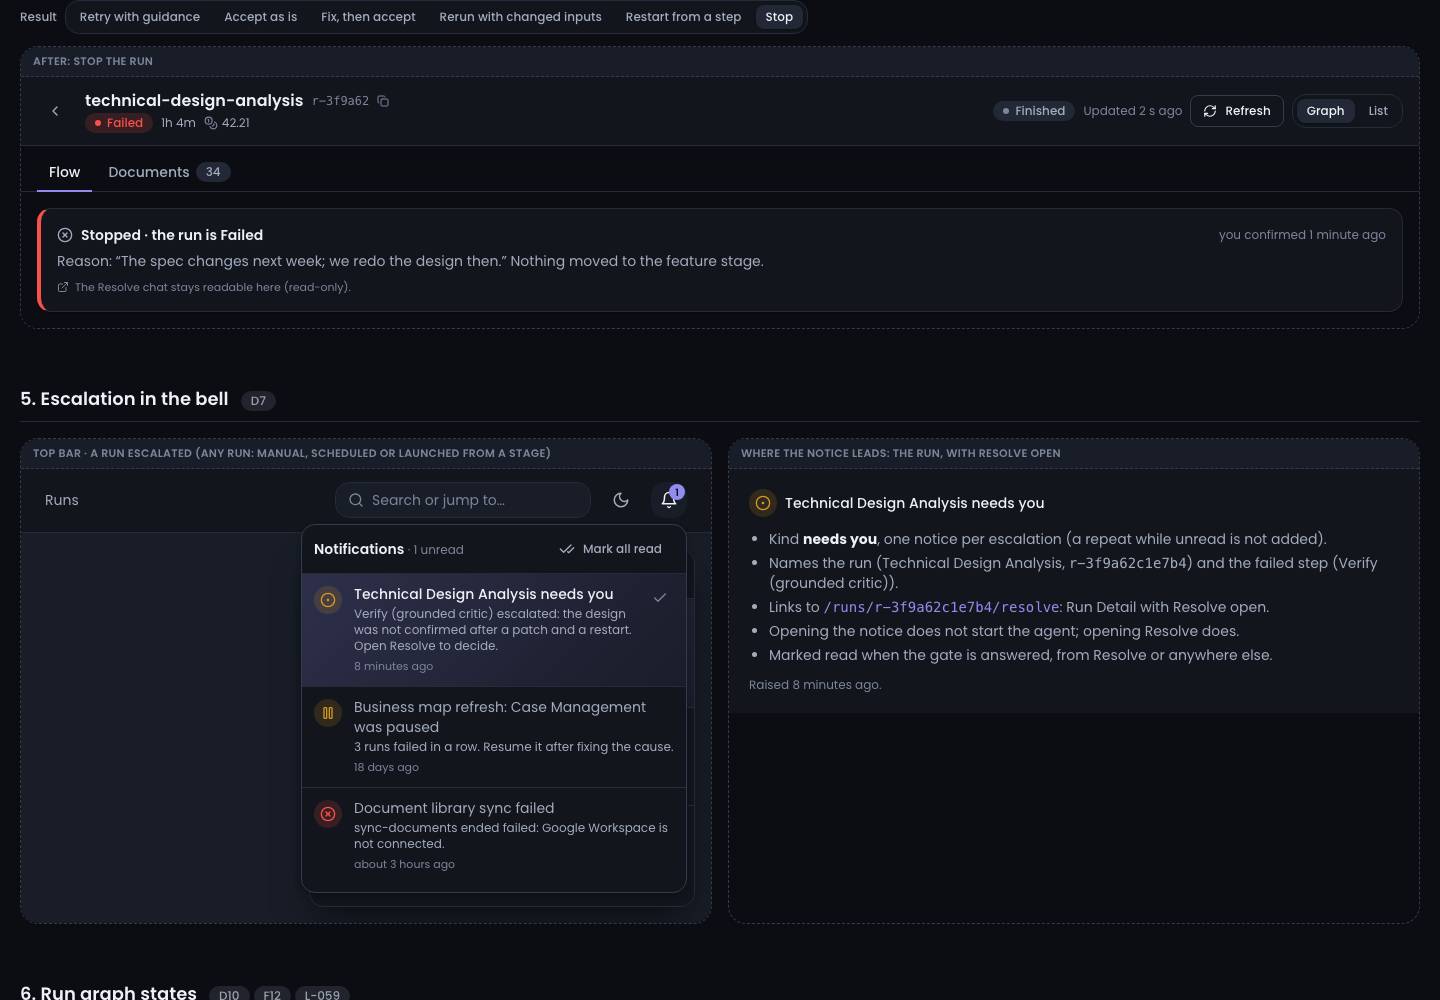 Result Retry with guidance Accept as is Fix, then accept Rerun with changed inputs Restart from a step Stop
AFTER: STOP THE RUN
technical-design-analysis r–3f9a62
Failed 1h 4m 42.21
Finished Updated 2 s ago Refresh Graph List
Flow Documents 34
Stopped · the run is Failed you confirmed 1 minute ago
Reason: “The spec changes next week; we redo the design then.” Nothing moved to the feature stage.
The Resolve chat stays readable here (read-only).
5. Escalation in the bell D7
TOP BAR · A RUN ESCALATED (ANY RUN: MANUAL, SCHEDULED OR LAUNCHED FROM A STAGE)
Runs Search or jump to… 1
Notifications · 1 unread Mark all read
Technical Design Analysis needs you
Verify (grounded critic) escalated: the design
was not confirmed after a patch and a restart.
Open Resolve to decide.
8 minutes ago
Business map refresh: Case Management
was paused
3 runs failed in a row. Resume it after fixing the cause.
18 days ago
Document library sync failed
sync-documents ended failed: Google Workspace is
not connected.
about 3 hours ago
WHERE THE NOTICE LEADS: THE RUN, WITH RESOLVE OPEN
Technical Design Analysis needs you
• Kind needs you, one notice per escalation (a repeat while unread is not added).
• Names the run (Technical Design Analysis, r–3f9a62c1e7b4) and the failed step (Verify
(grounded critic)).
• Links to /runs/r–3f9a62c1e7b4/resolve: Run Detail with Resolve open.
• Opening the notice does not start the agent; opening Resolve does.
• Marked read when the gate is answered, from Resolve or anywhere else.
Raised 8 minutes ago.
6. Run graph states D10 F12 L-059